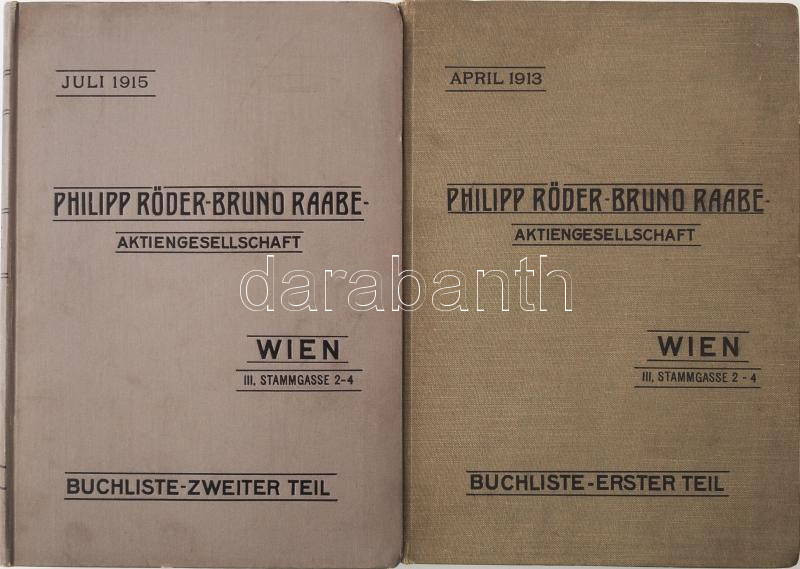 JULI 1915
PHILIPP RÖDER-BRUNO RAABE-
AKTIENGESELLSCHAFT
WIEN
III, STAMMGASSE 2-4
BUCHLISTE-ZWEITER TEIL
APRIL 1913
PHILIPP RÖDER-BRUNO RAABE-
AKTIENGESELLSCHAFT
WIEN
III, STAMMGASSE 2-4
BUCHLISTE-ERSTER TEIL
darabanth